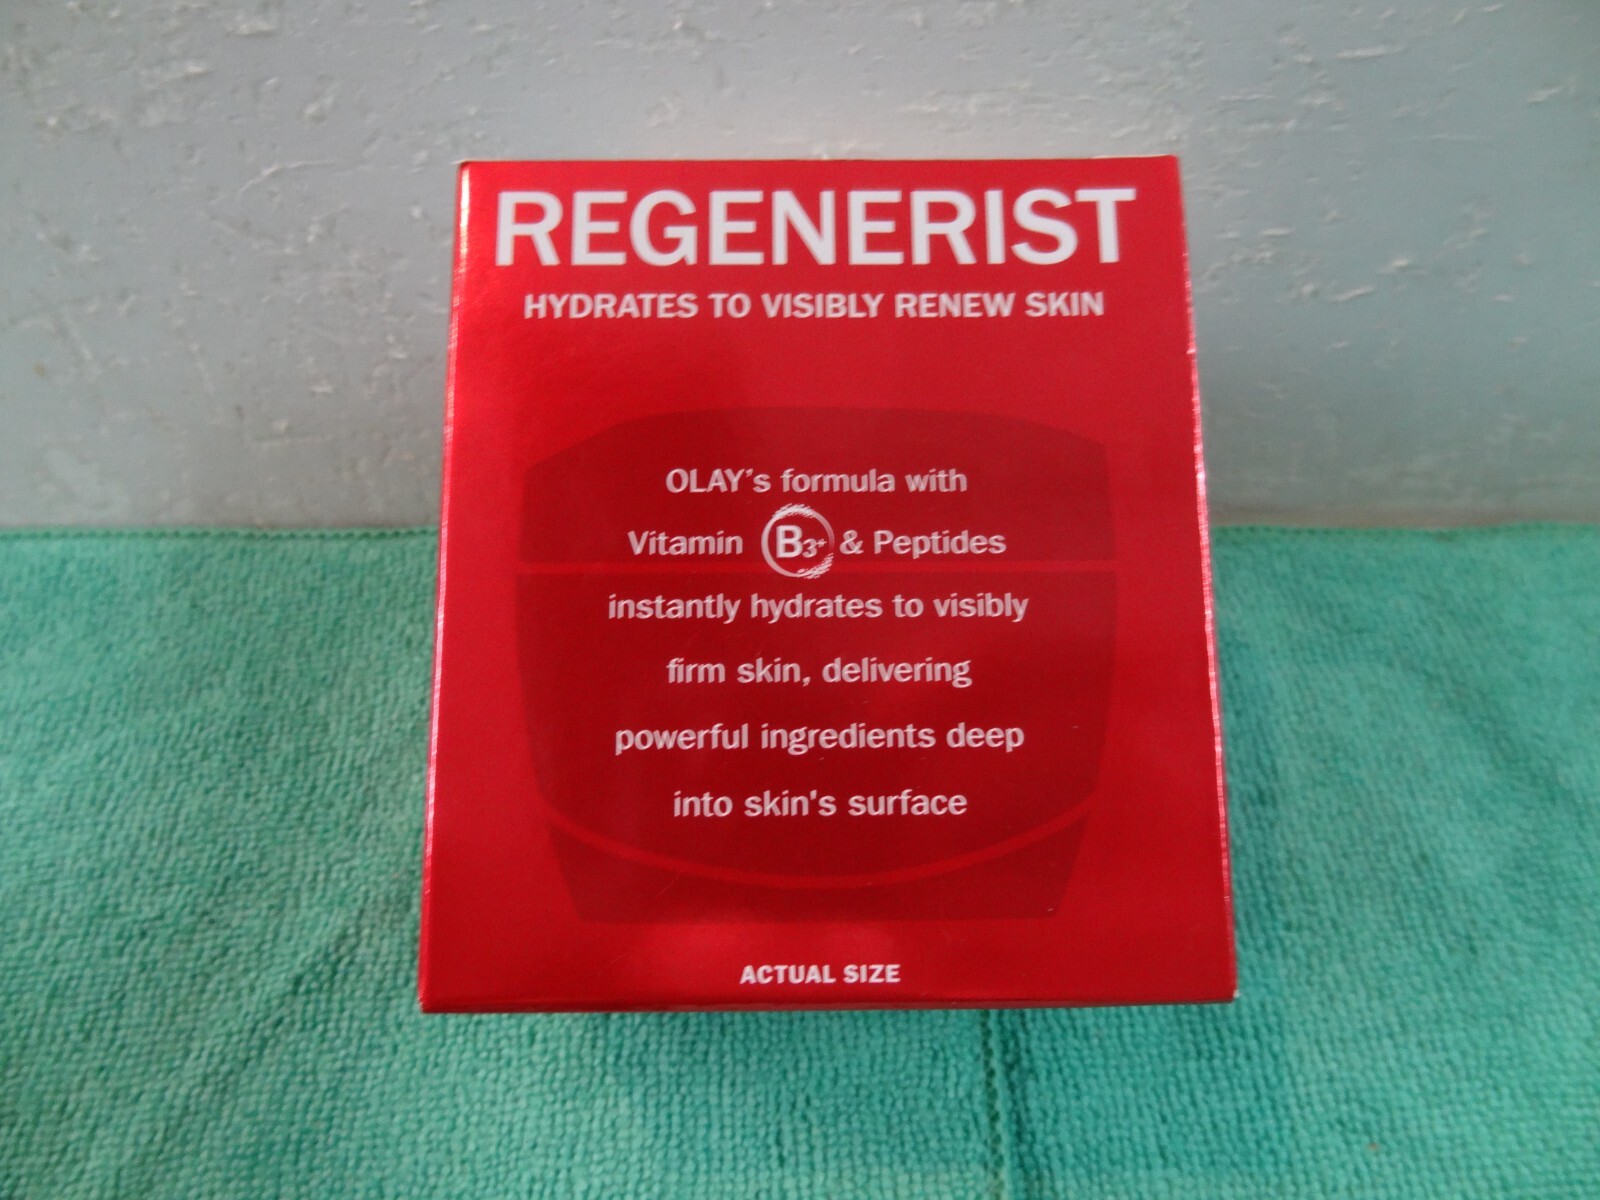 REGENERIST
HYDRATES TO VISIBLY RENEW SKIN
OLAY's formula with
Vitamin B3+ & Peptides
instantly hydrates to visibly
firm skin, delivering
powerful ingredients deep
into skin's surface
ACTUAL SIZE